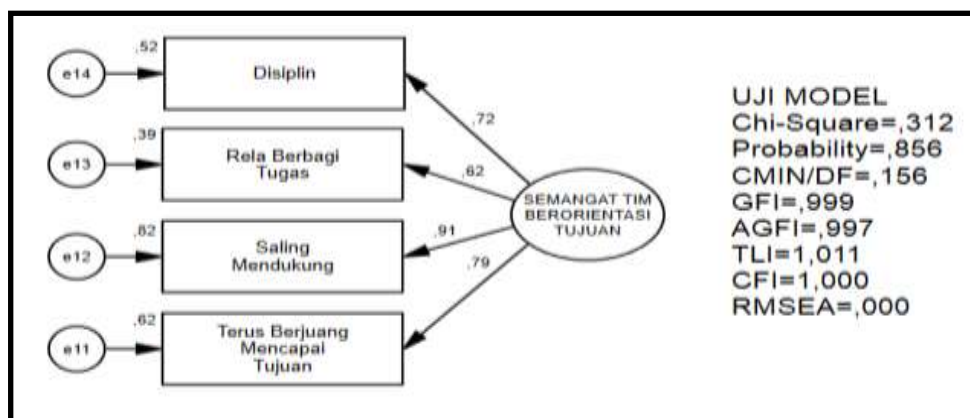 ,52
e14
Disiplin
,72
,39
e13
Rela Berbagi
Tugas
,62
,82
e12
Saling
Mendukung
,91
,62
e11
Terus Berjuang
Mencapai
Tujuan
,79
SEMANGAT TIM
BERORIENTASI
TUJUAN
UJI MODEL
Chi-Square=,312
Probability=,856
CMIN/DF=,156
GFI=,999
AGFI=,997
TLI=1,011
CFI=1,000
RMSEA=,000